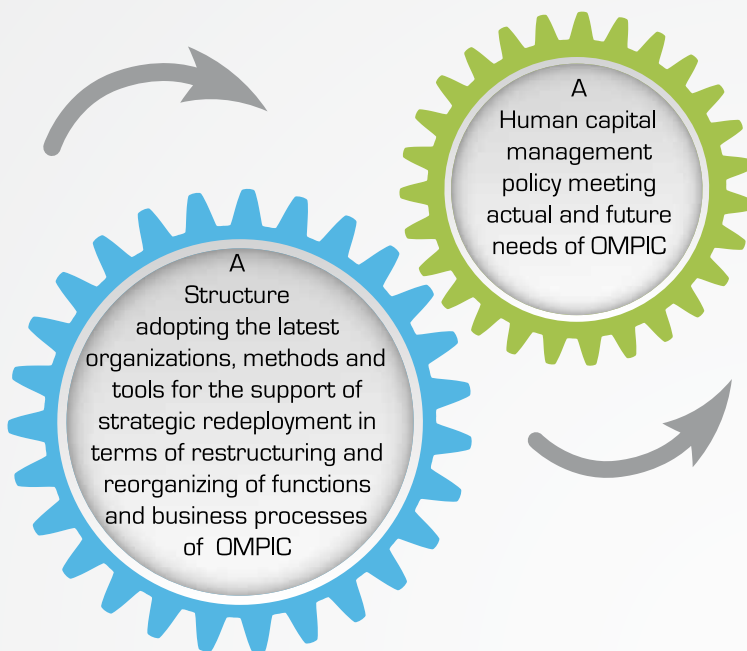 A
Human capital
management
policy meeting
actual and future
needs of OMPIC
A
Structure
adopting the latest
organizations, methods and
tools for the support of
strategic redeployment in
terms of restructuring and
reorganizing of functions
and business processes
of OMPIC